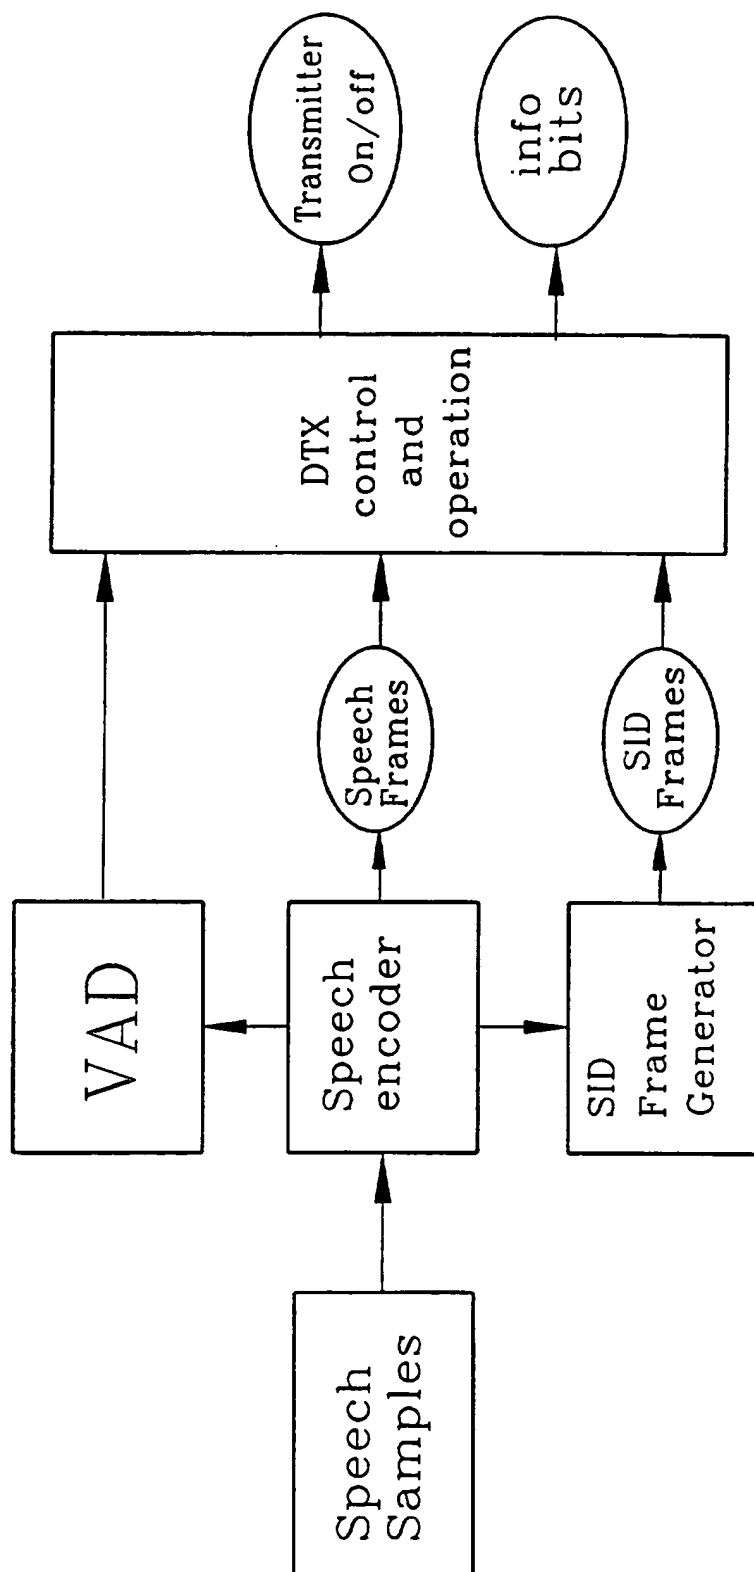 Speech
Samples
VAD
Speech
encoder
SID
Frame
Generator
Speech
Frames
SID
Frames
DTX
control
and
operation
Transmitter
On/off
info
bits